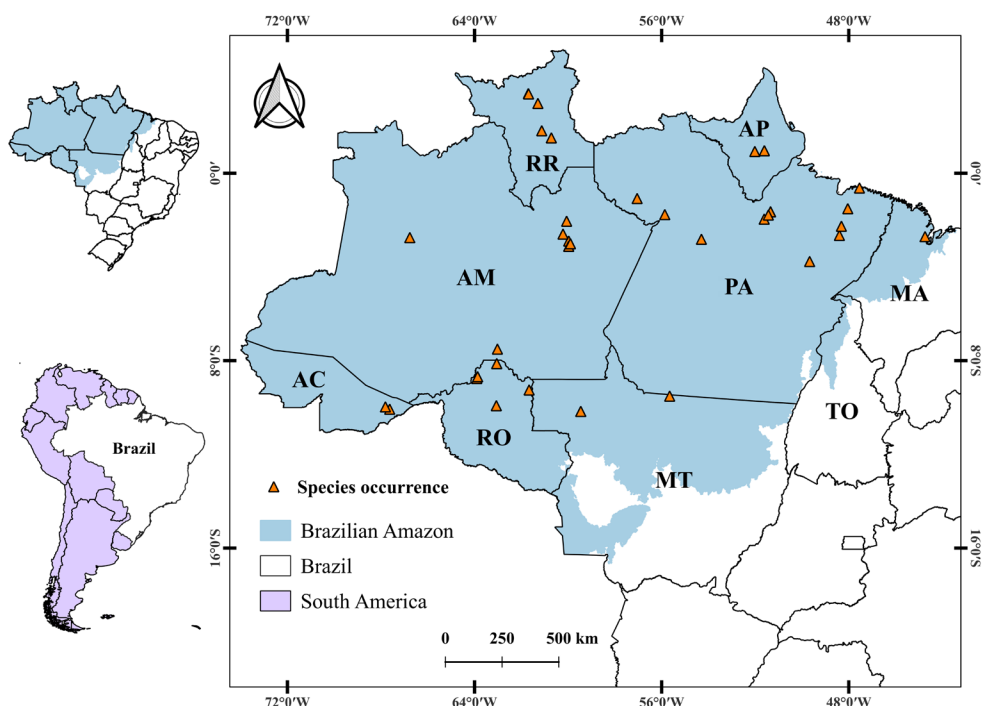 72°0'W 64°0'W 56°0'W 48°0'W
AP
RR
0°0' 0°0'
AM
PA
MA
8°0'S 8°0'S
AC
TO
RO
Brazil
MT
Species occurrence
Brazilian Amazon
Brazil
South America
16°0'S 16°0'S
0 250 500 km
72°0'W 64°0'W 56°0'W 48°0'W